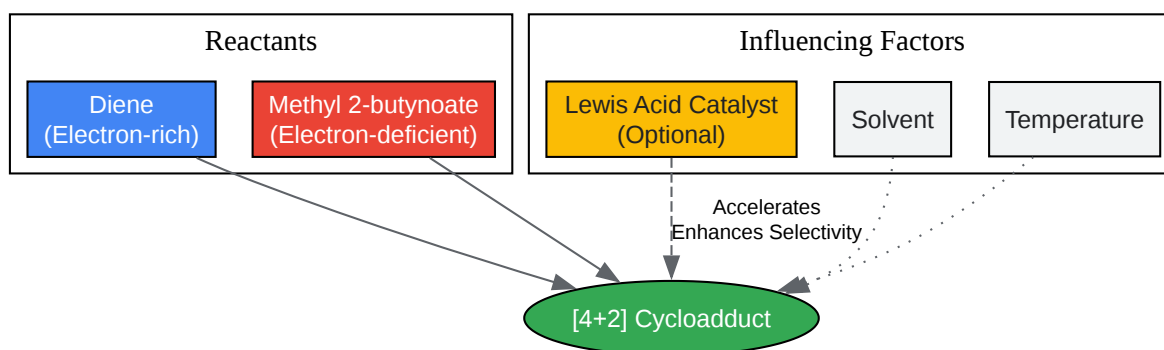 Reactants
Influencing Factors
Diene
(Electron-rich)
Methyl 2-butynoate
(Electron-deficient)
Lewis Acid Catalyst
(Optional)
Solvent
Temperature
Accelerates
Enhances Selectivity
[4+2] Cycloadduct